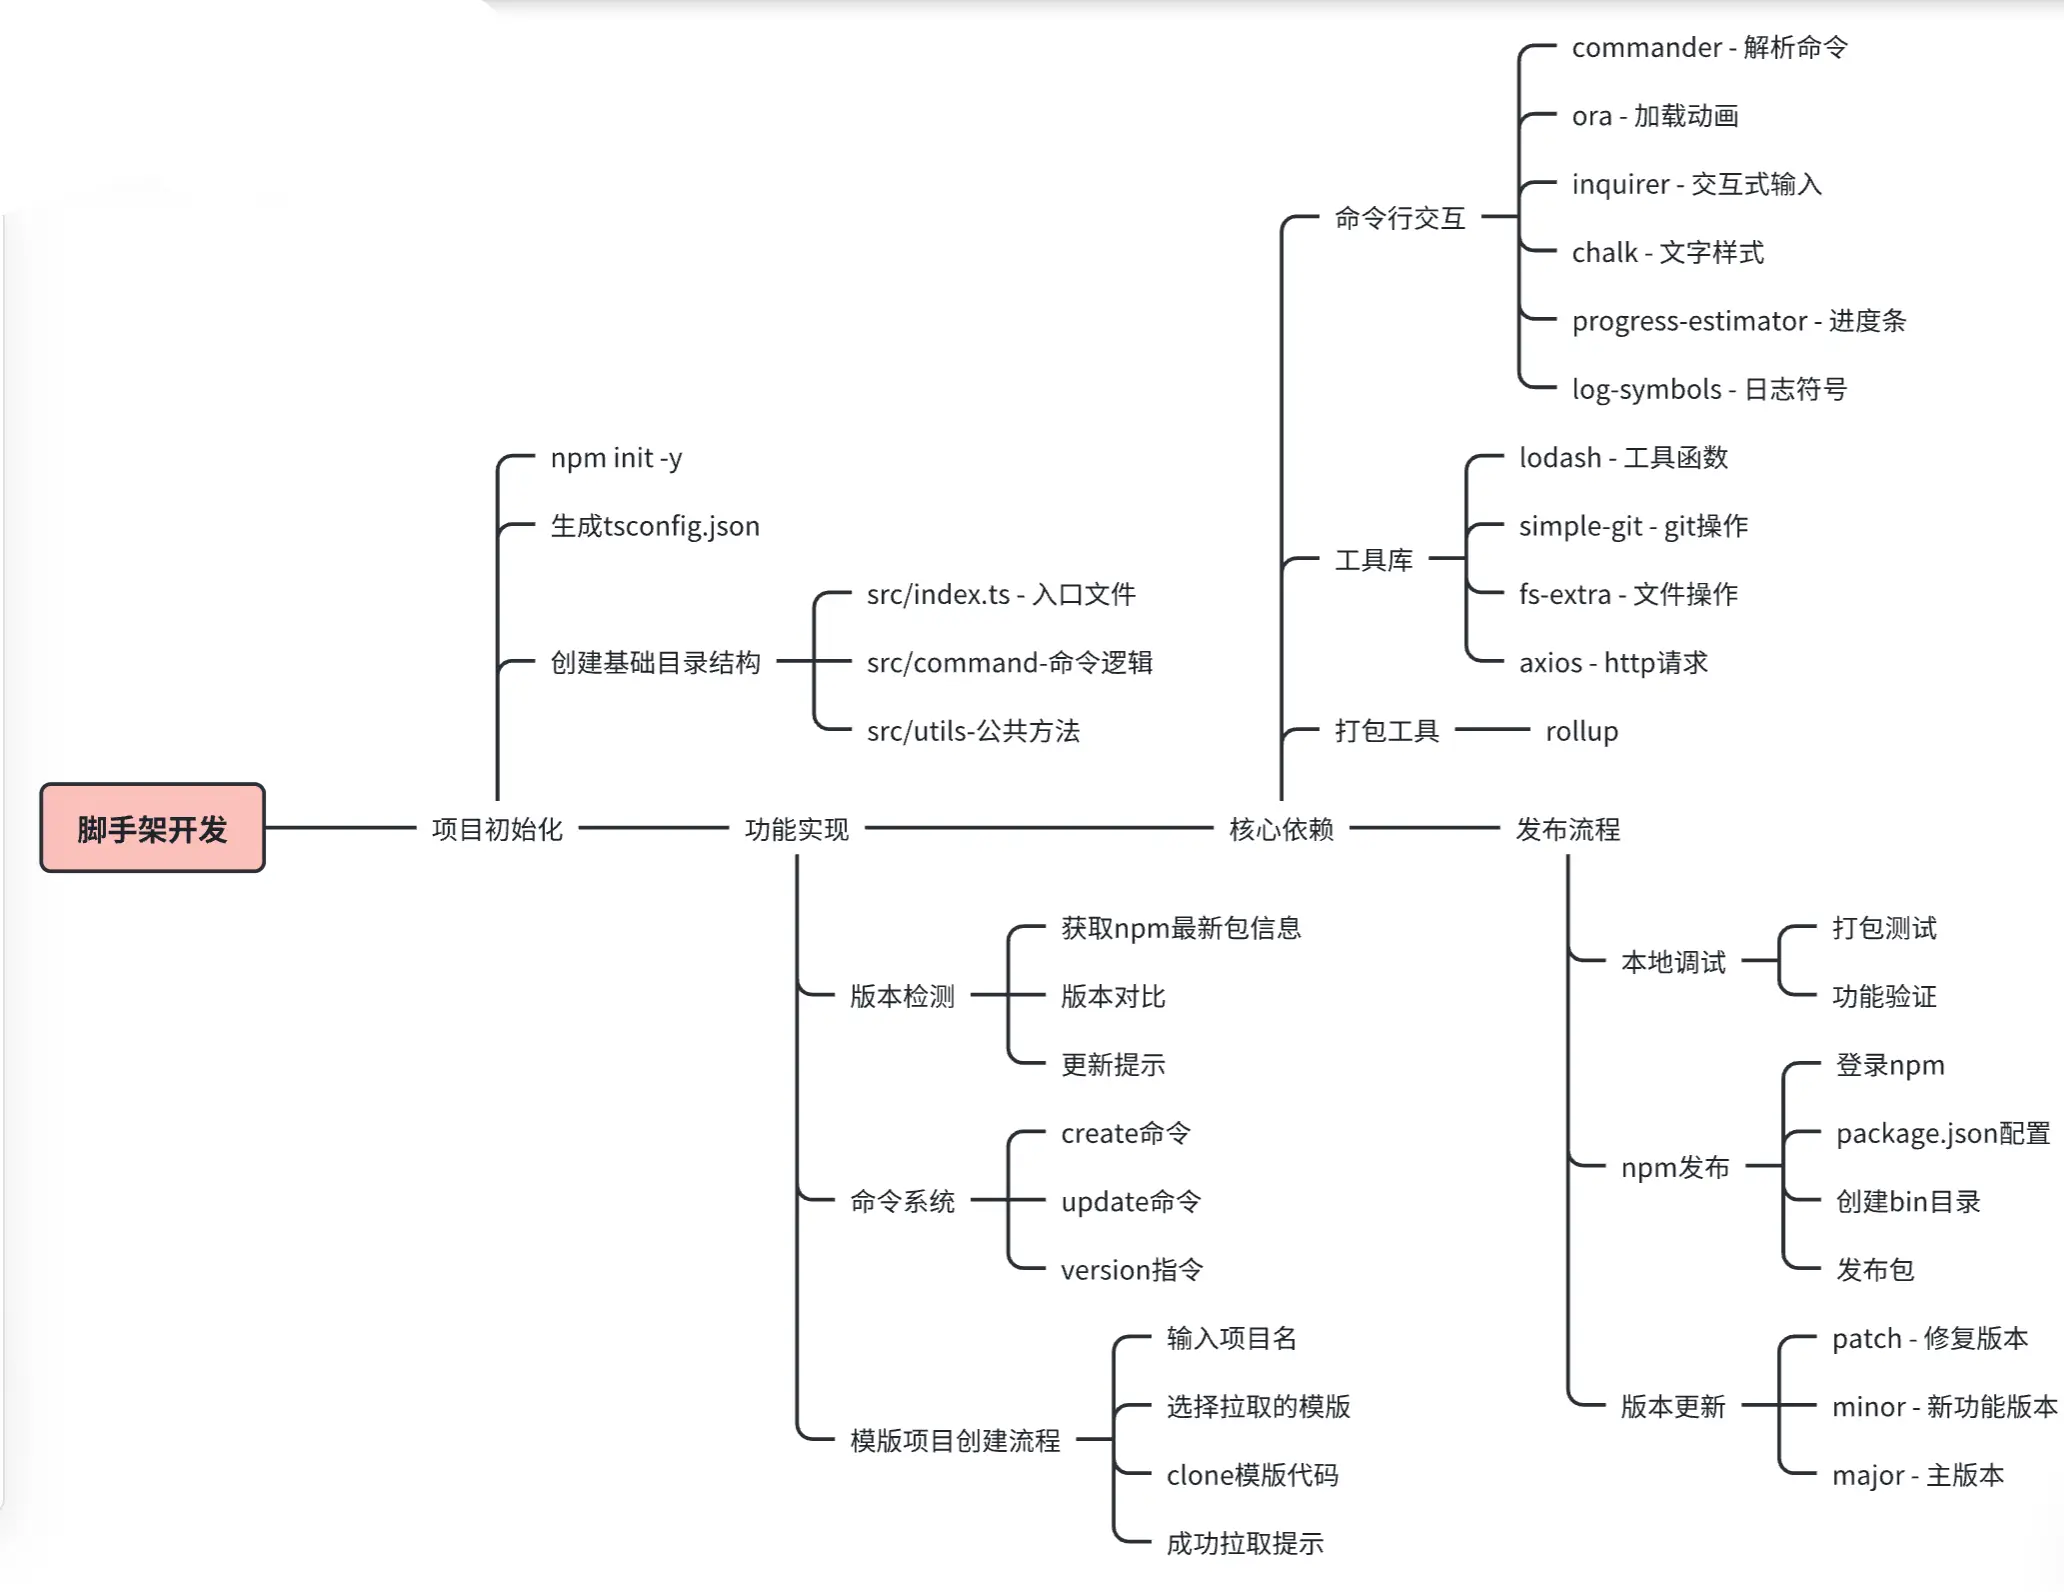 脚手架开发
项目初始化
npm init -y
生成tsconfig.json
创建基础目录结构
src/index.ts - 入口文件
src/command-命令逻辑
src/utils-公共方法
功能实现
版本检测
获取npm最新包信息
版本对比
更新提示
命令系统
create命令
update命令
version指令
模版项目创建流程
输入项目名
选择拉取的模版
clone模版代码
成功拉取提示
核心依赖
命令行交互
commander - 解析命令
ora - 加载动画
inquirer - 交互式输入
chalk - 文字样式
progress-estimator - 进度条
log-symbols - 日志符号
工具库
lodash - 工具函数
simple-git - git操作
fs-extra - 文件操作
axios - http请求
打包工具
rollup
发布流程
本地调试
打包测试
功能验证
npm发布
登录npm
package.json配置
创建bin目录
发布包
版本更新
patch - 修复版本
minor - 新功能版本
major - 主版本